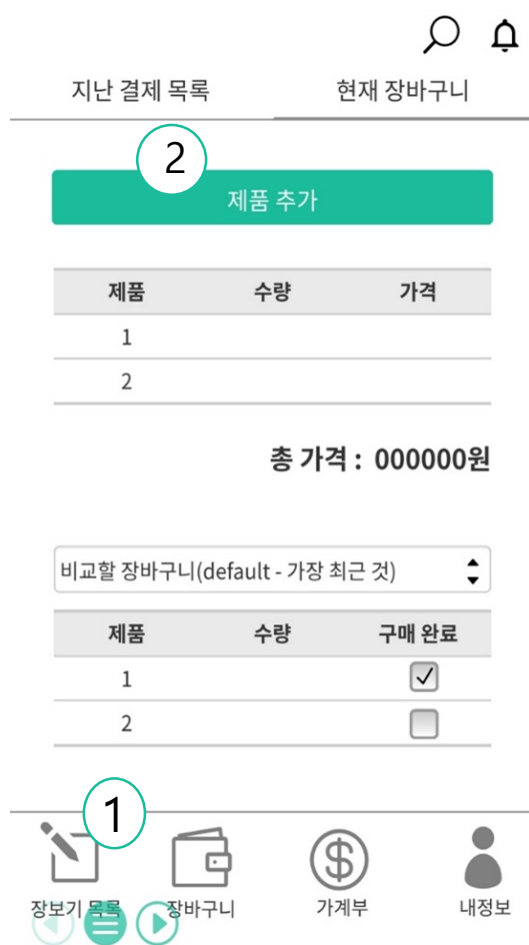 지난 결제 목록 현재 장바구니
2
제품 추가
제품 수량 가격
1
2
총 가격 : 000000원
비교할 장바구니(default - 가장 최근 것)
제품 수량 구매 완료
1
2
1
장보기 목록 장바구니 가계부 내정보